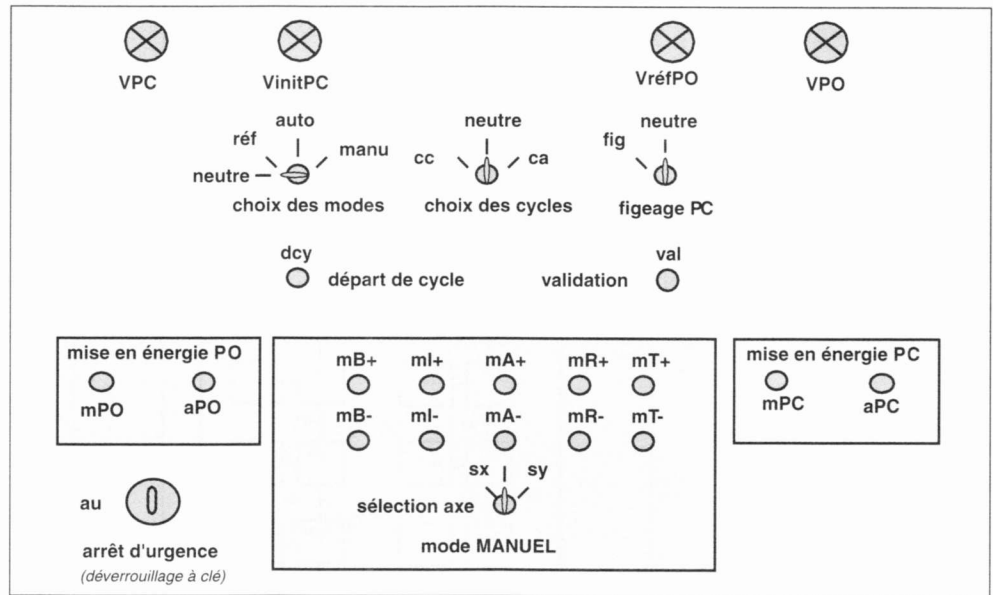 VPC VinitPC VréfPO VPO
auto neutre neutre
réf manu cc ca fig
neutre
choix des modes choix des cycles figeage PC
dcy val
départ de cycle validation
mise en énergie PO mB+ mI+ mA+ mR+ mT+ mise en énergie PC
mPO aPO mB- mI- mA- mR- mT- mPC aPC
sx sy
au sélection axe
arrêt d'urgence mode MANUEL
(déverrouillage à clé)